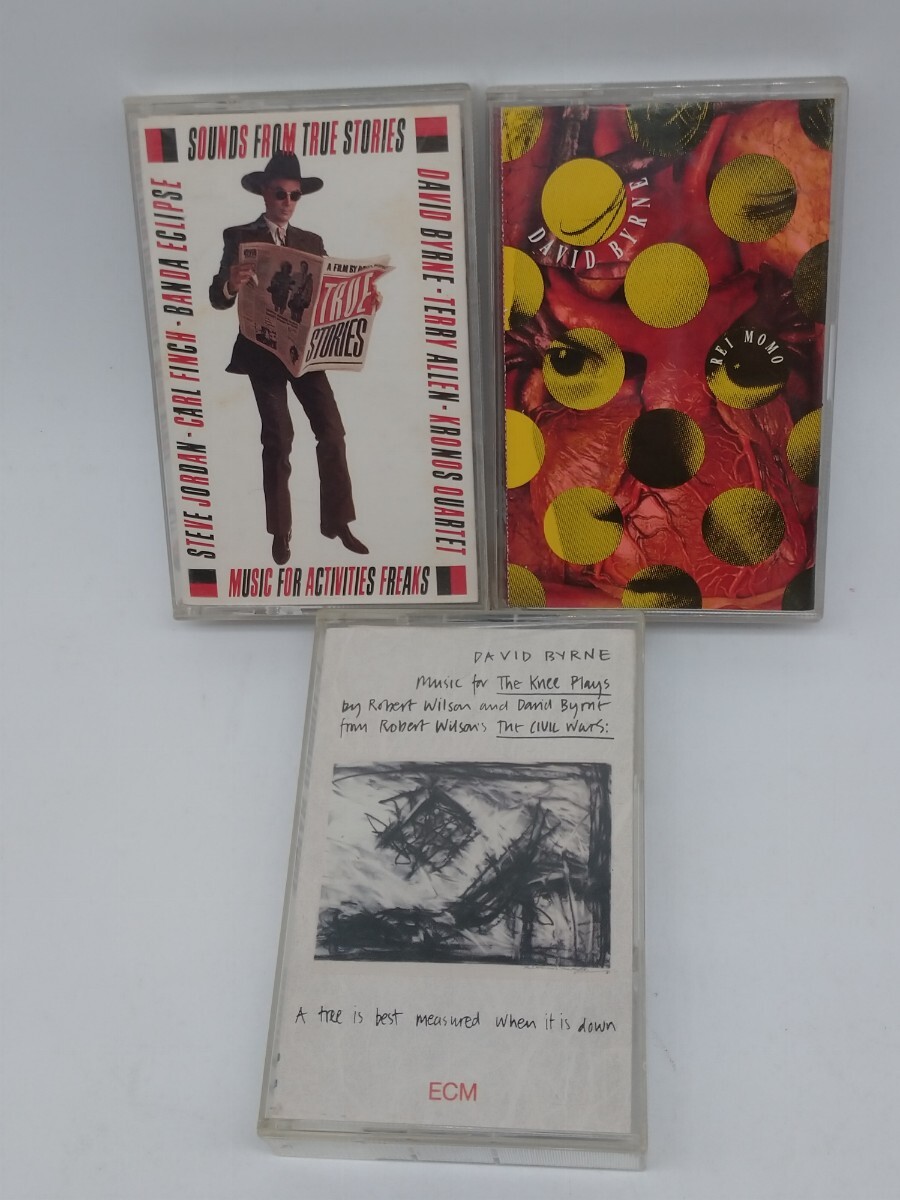 SOUNDS FROM TRUE STORIES
STEVE JORDAN - CARL FINCH - BANDA ECLIPSE
DAVID BYRNE - TERRY ALLEN - KRONOS QUARTET
A FILM BY
TRUE
STORIES
MUSIC FOR ACTIVITIES FREAKS
DAVID BYRNE
REI MOMO
DAVID BYRNE
Music for The Knee Plays
by Robert Wilson and David Byrne
from Robert Wilson's The CIVIL WarS:
A tree is best measured when it is down
ECM